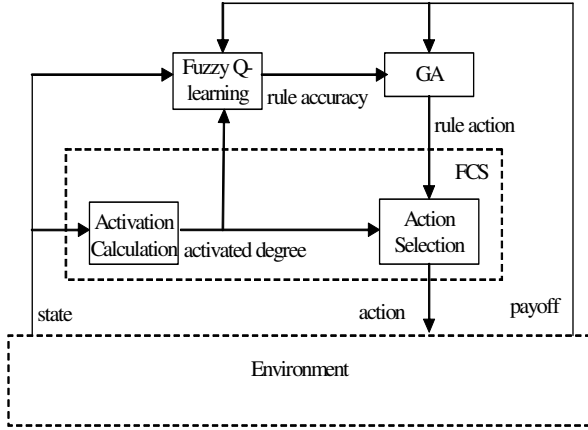 Fuzzy Q-
learning
GA
rule accuracy
rule action
FCS
Activation
Calculation
activated degree
Action
Selection
state
action
payoff
Environment